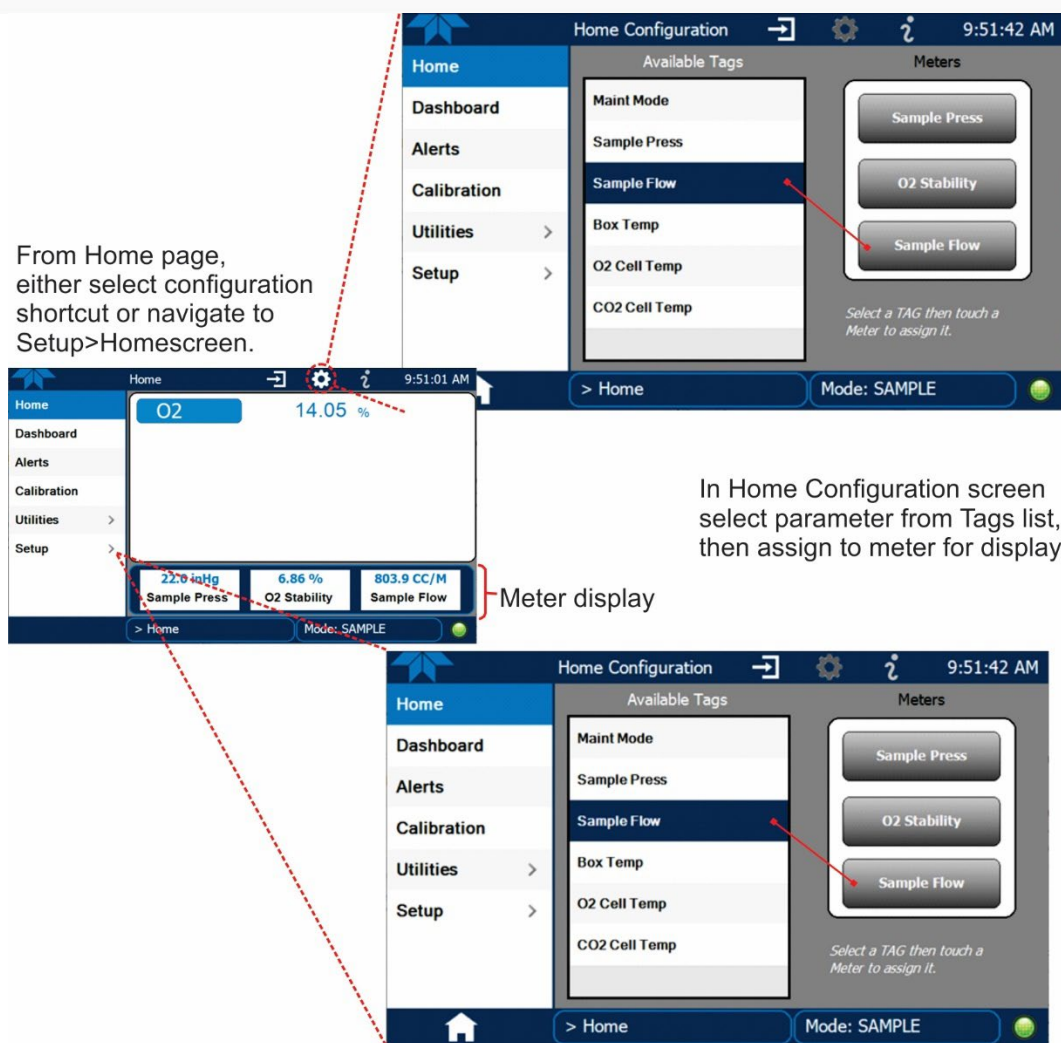 Home Configuration 9:51:42 AM
Home
Dashboard
Alerts
Calibration
Utilities >
Setup >
Available Tags
Maint Mode
Sample Press
Sample Flow
Box Temp
O2 Cell Temp
CO2 Cell Temp
Meters
Sample Press
O2 Stability
Sample Flow
Select a TAG then touch a
Meter to assign it.
> Home Mode: SAMPLE
From Home page,
either select configuration
shortcut or navigate to
Setup>Homescreen.
Home 9:51:01 AM
Home
Dashboard
Alerts
Calibration
Utilities >
Setup >
O2 14.05 %
22.0 inHg 6.86 % 803.9 CC/M
Sample Press O2 Stability Sample Flow
> Home Mode: SAMPLE
Meter display
In Home Configuration screen
select parameter from Tags list,
then assign to meter for display
Home Configuration 9:51:42 AM
Home
Dashboard
Alerts
Calibration
Utilities >
Setup >
Available Tags
Maint Mode
Sample Press
Sample Flow
Box Temp
O2 Cell Temp
CO2 Cell Temp
Meters
Sample Press
O2 Stability
Sample Flow
Select a TAG then touch a
Meter to assign it.
> Home Mode: SAMPLE